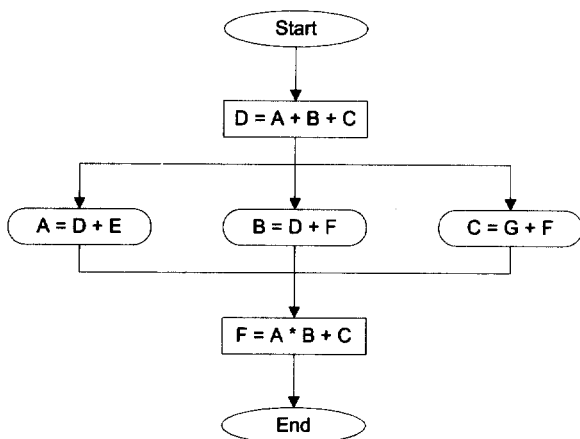 Start
D = A + B + C
A = D + E
B = D + F
C = G + F
F = A * B + C
End